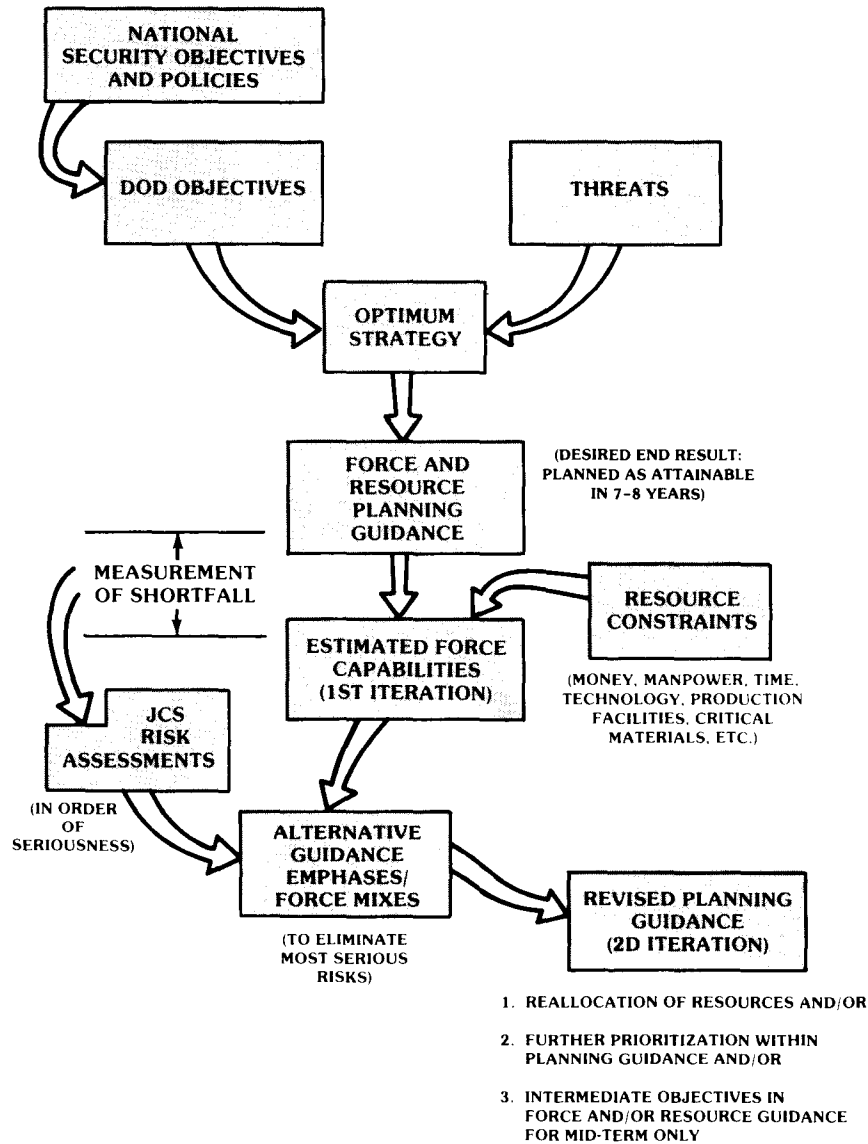 NATIONAL
SECURITY OBJECTIVES
AND POLICIES
DOD OBJECTIVES
THREATS
OPTIMUM
STRATEGY
FORCE AND
RESOURCE
PLANNING
GUIDANCE
(DESIRED END RESULT:
PLANNED AS ATTAINABLE
IN 7-8 YEARS)
MEASUREMENT
OF SHORTFALL
RESOURCE
CONSTRAINTS
(MONEY, MANPOWER, TIME,
TECHNOLOGY, PRODUCTION
FACILITIES, CRITICAL
MATERIALS, ETC.)
ESTIMATED FORCE
CAPABILITIES
(1ST ITERATION)
JCS
RISK
ASSESSMENTS
(IN ORDER
OF
SERIOUSNESS)
ALTERNATIVE
GUIDANCE
EMPHASES/
FORCE MIXES
(TO ELIMINATE
MOST SERIOUS
RISKS)
REVISED PLANNING
GUIDANCE
(2D ITERATION)
1. REALLOCATION OF RESOURCES AND/OR
2. FURTHER PRIORITIZATION WITHIN
PLANNING GUIDANCE AND/OR
3. INTERMEDIATE OBJECTIVES IN
FORCE AND/OR RESOURCE GUIDANCE
FOR MID-TERM ONLY